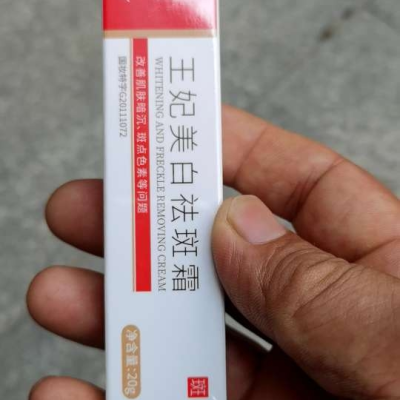 王妃美白祛斑霜
WHITENING AND FRECKLE REMOVING CREAM
改善肌肤暗沉、斑点色素等问题
国妆特字G20111072
净含量:20g
斑